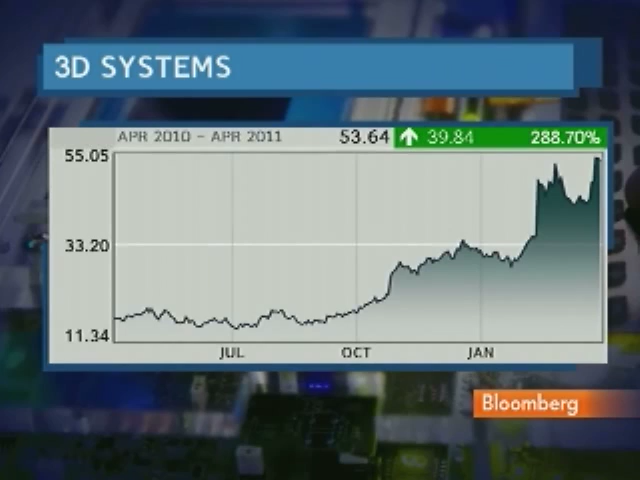 3D SYSTEMS
APR 2010 – APR 2011 53.64 39.84 288.70%
55.05
33.20
11.34
JUL OCT JAN
Bloomberg